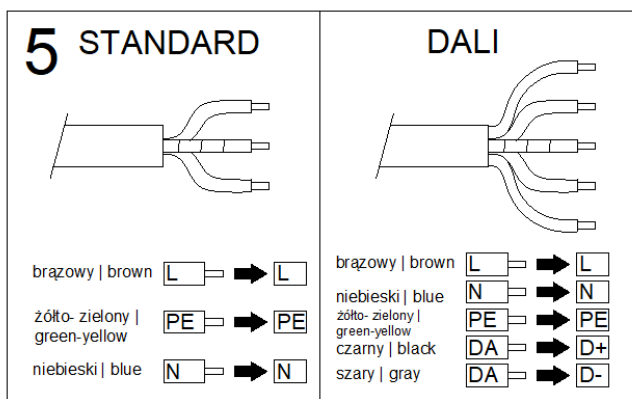 5 STANDARD
brązowy | brown L L
żółto- zielony |
green-yellow PE PE
niebieski | blue N N
DALI
brązowy | brown L L
niebieski | blue N N
żółto- zielony |
green-yellow PE PE
czarny | black DA D+
szary | gray DA D-